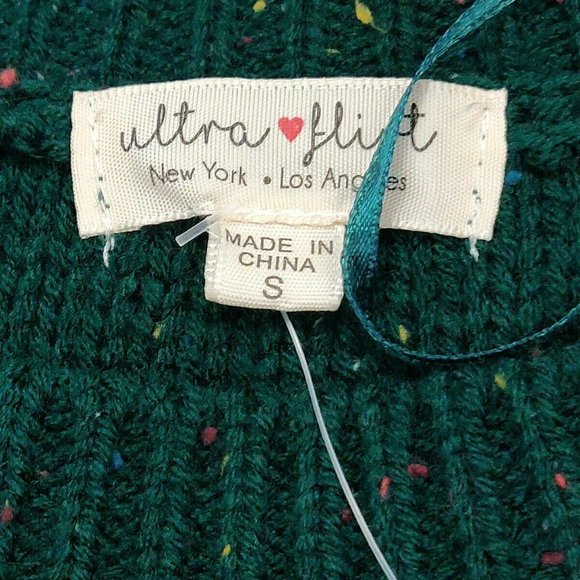 ultra ♥ flirt
New York • Los Angeles
MADE IN
CHINA
S